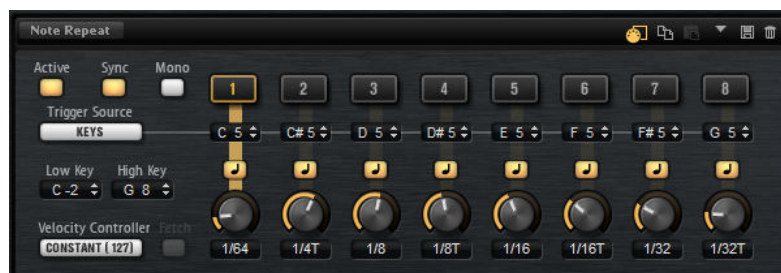 Note Repeat
Active Sync Mono
1 2 3 4 5 6 7 8
Trigger Source
KEYS C 5 C# 5 D 5 D# 5 E 5 F 5 F# 5 G 5
Low Key High Key
C -2 G 8
Velocity Controller Fetch
CONSTANT ( 127) 1/64 1/4T 1/8 1/8T 1/16 1/16T 1/32 1/32T